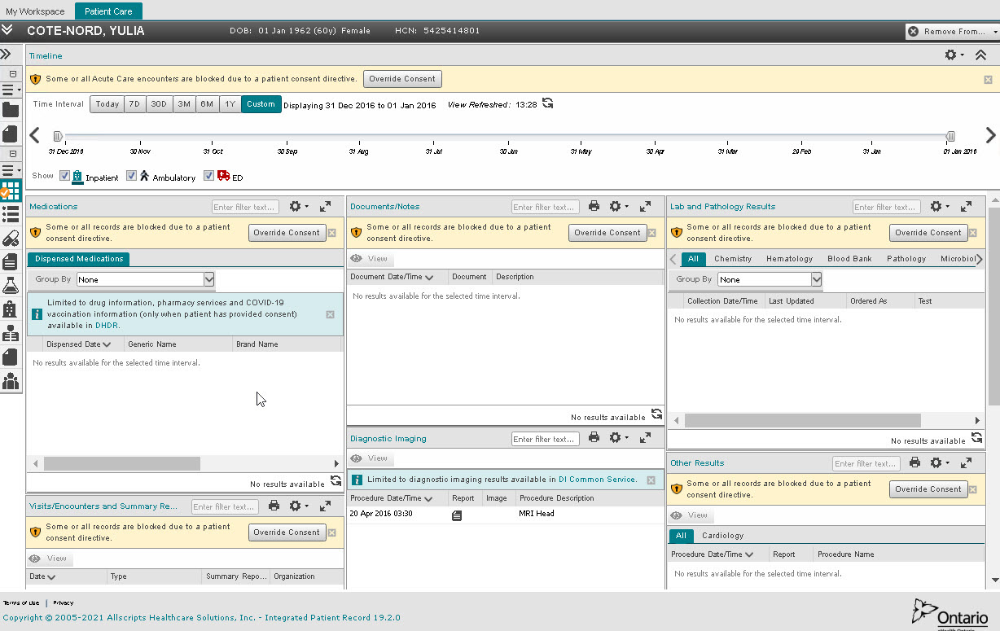 My Workspace
Patient Care
COTE-NORD, YULIA
DOB: 01 Jan 1962 (60y) Female
HCN: 5425414801
Remove From...
Timeline
Some or all Acute Care encounters are blocked due to a patient consent directive.
Override Consent
Time Interval
Today
7D
30D
3M
6M
1Y
Custom
Displaying 31 Dec 2016 to 01 Jan 2016
View Refreshed: 13:28
31 Dec 2016
30 Nov
31 Oct
30 Sep
31 Aug
31 Jul
30 Jun
31 May
30 Apr
31 Mar
29 Feb
31 Jan
01 Jan 2016
Show
Inpatient
Ambulatory
ED
Medications
Enter filter text...
Some or all records are blocked due to a patient
consent directive.
Override Consent
Dispensed Medications
Group By
None
Limited to drug information, pharmacy services and COVID-19
vaccination information (only when patient has provided consent)
available in DHDR.
Dispensed Date
Generic Name
Brand Name
No results available for the selected time interval.
No results available
Visits/Encounters and Summary Re...
Enter filter text...
Some or all records are blocked due to a patient
consent directive.
Override Consent
View
Date
Type
Summary Repo...
Organization
Documents/Notes
Enter filter text...
Some or all records are blocked due to a patient
consent directive.
Override Consent
View
Document Date/Time
Document
Description
No results available for the selected time interval.
No results available
Diagnostic Imaging
Enter filter text...
View
Limited to diagnostic imaging results available in DI Common Service.
Procedure Date/Time
Report
Image
Procedure Description
20 Apr 2016 03:30
MRI Head
Lab and Pathology Results
Enter filter text...
Some or all records are blocked due to a patient
consent directive.
Override Consent
All
Chemistry
Hematology
Blood Bank
Pathology
Microbiol
Group By
None
Collection Date/Time
Last Updated
Ordered As
Test
No results available for the selected time interval.
No results available
Other Results
Enter filter text...
Some or all records are blocked due to a patient
consent directive.
Override Consent
View
All
Cardiology
Procedure Date/Time
Report
Procedure Name
No results available for the selected time interval.
Terms of Use | Privacy
Copyright © 2005-2021 Allscripts Healthcare Solutions, Inc. - Integrated Patient Record 19.2.0
Ontario